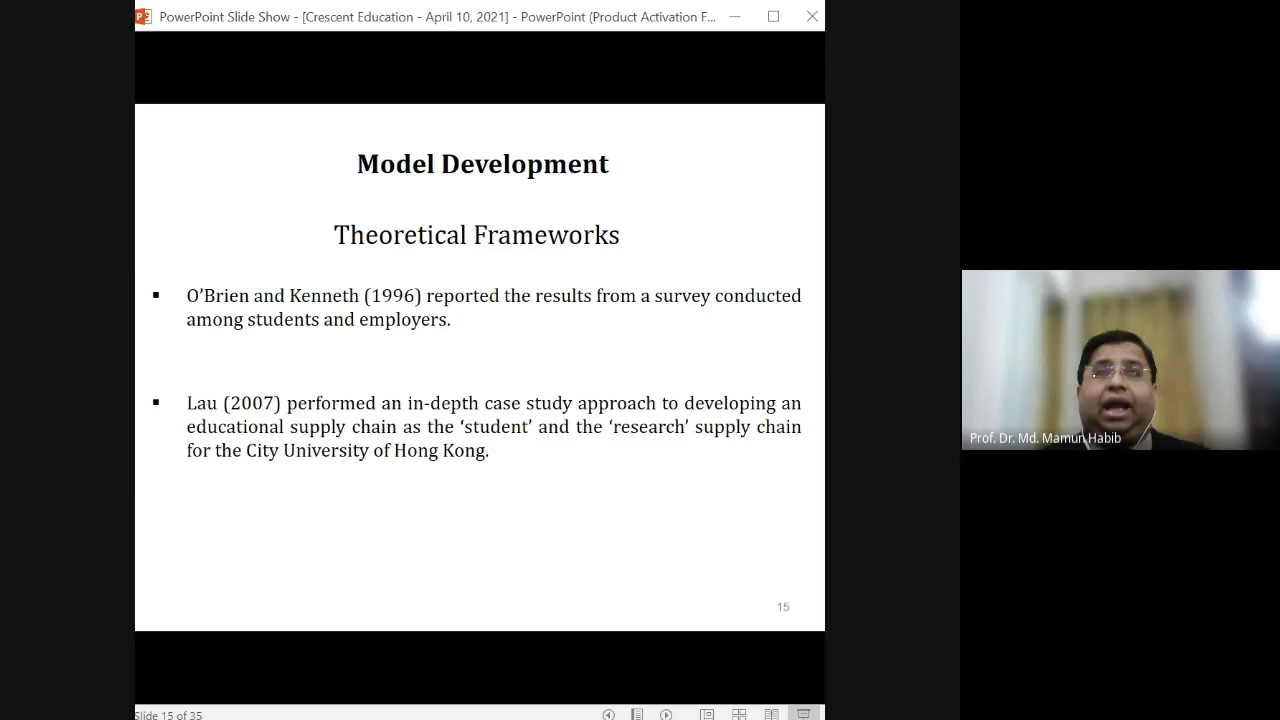 PowerPoint Slide Show - [Crescent Education - April 10, 2021] - PowerPoint (Product Activation F...
Model Development
Theoretical Frameworks
▪ O’Brien and Kenneth (1996) reported the results from a survey conducted
among students and employers.
▪ Lau (2007) performed an in-depth case study approach to developing an
educational supply chain as the ‘student’ and the ‘research’ supply chain
for the City University of Hong Kong.
15
Prof. Dr. Md. Mamun Habib
Slide 15 of 35